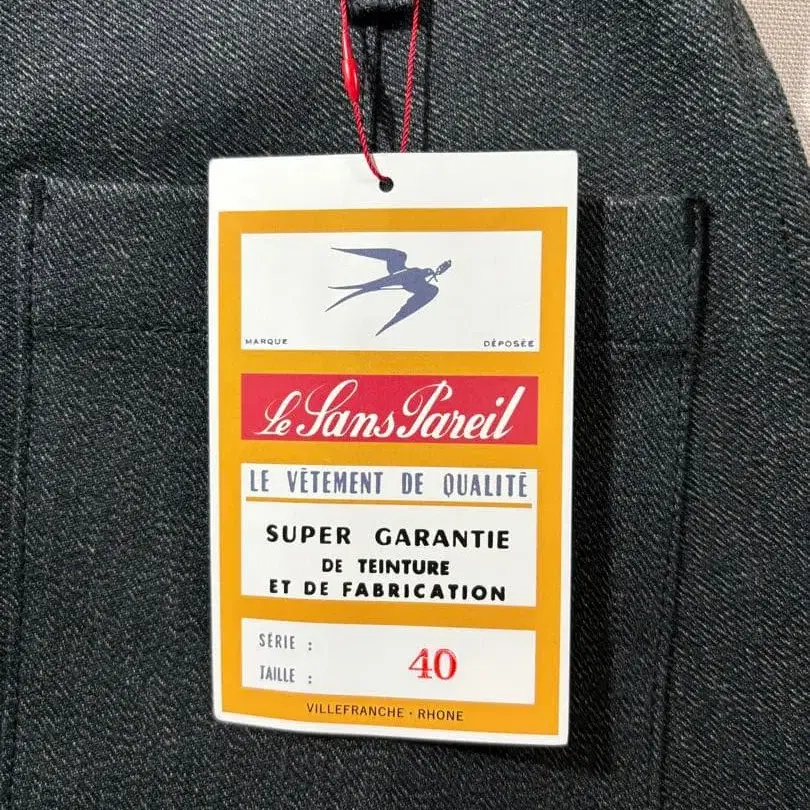 MARQUE DÉPOSÉE
Le Sans Pareil
LE VÊTEMENT DE QUALITÉ
SUPER GARANTIE
DE TEINTURE
ET DE FABRICATION
SÉRIE :
TAILLE : 40
VILLEFRANCHE · RHONE